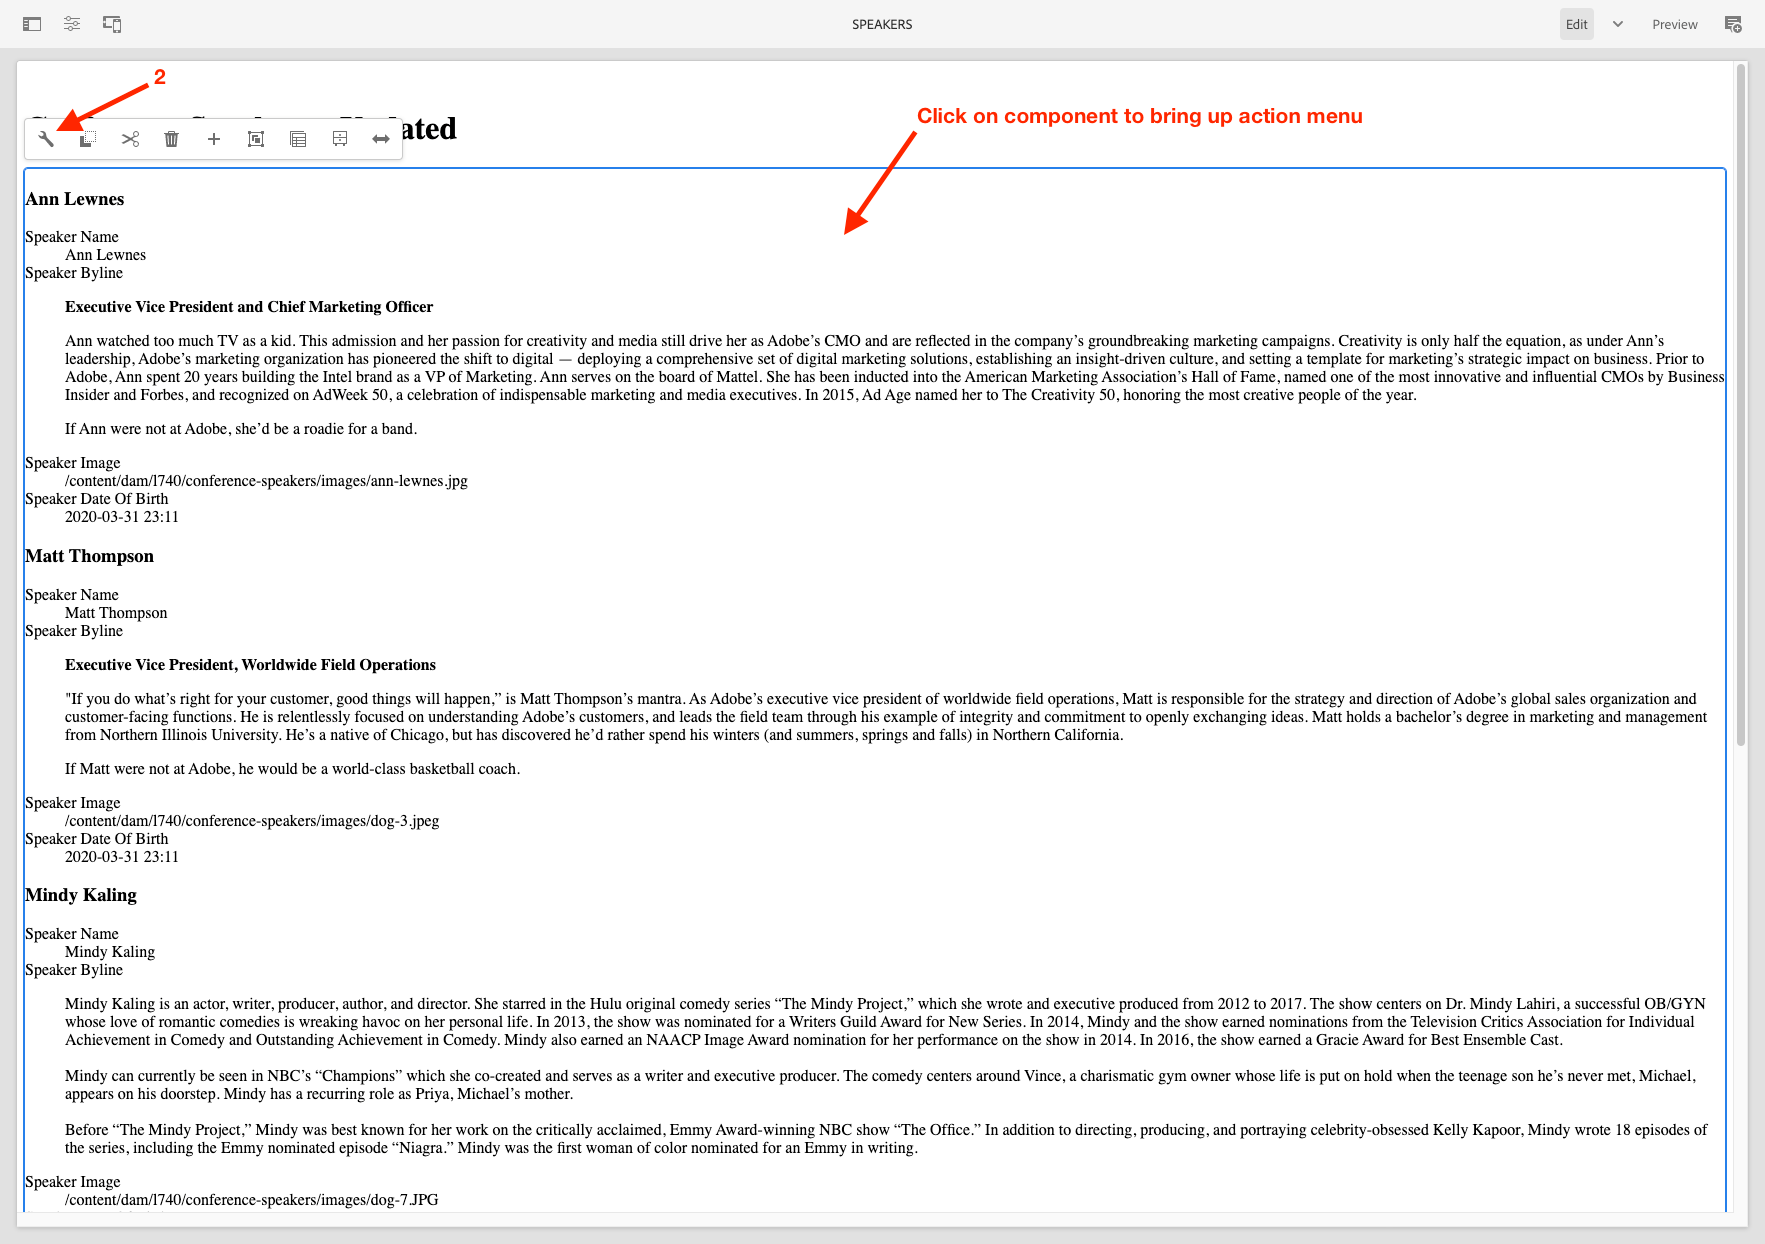 SPEAKERS
Edit
Preview
2
Click on component to bring up action menu
Ann Lewnes
Speaker Name
Ann Lewnes
Speaker Byline
Executive Vice President and Chief Marketing Officer
Ann watched too much TV as a kid. This admission and her passion for creativity and media still drive her as Adobe’s CMO and are reflected in the company’s groundbreaking marketing campaigns. Creativity is only half the equation, as under Ann’s
leadership, Adobe’s marketing organization has pioneered the shift to digital — deploying a comprehensive set of digital marketing solutions, establishing an insight-driven culture, and setting a template for marketing’s strategic impact on business. Prior to
Adobe, Ann spent 20 years building the Intel brand as a VP of Marketing. Ann serves on the board of Mattel. She has been inducted into the American Marketing Association’s Hall of Fame, named one of the most innovative and influential CMOs by Business
Insider and Forbes, and recognized on AdWeek 50, a celebration of indispensable marketing and media executives. In 2015, Ad Age named her to The Creativity 50, honoring the most creative people of the year.
If Ann were not at Adobe, she’d be a roadie for a band.
Speaker Image
/content/dam/l740/conference-speakers/images/ann-lewnes.jpg
Speaker Date Of Birth
2020-03-31 23:11
Matt Thompson
Speaker Name
Matt Thompson
Speaker Byline
Executive Vice President, Worldwide Field Operations
"If you do what’s right for your customer, good things will happen,” is Matt Thompson’s mantra. As Adobe’s executive vice president of worldwide field operations, Matt is responsible for the strategy and direction of Adobe’s global sales organization and
customer-facing functions. He is relentlessly focused on understanding Adobe’s customers, and leads the field team through his example of integrity and commitment to openly exchanging ideas. Matt holds a bachelor’s degree in marketing and management
from Northern Illinois University. He’s a native of Chicago, but has discovered he’d rather spend his winters (and summers, springs and falls) in Northern California.
If Matt were not at Adobe, he would be a world-class basketball coach.
Speaker Image
/content/dam/l740/conference-speakers/images/dog-3.jpeg
Speaker Date Of Birth
2020-03-31 23:11
Mindy Kaling
Speaker Name
Mindy Kaling
Speaker Byline
Mindy Kaling is an actor, writer, producer, author, and director. She starred in the Hulu original comedy series “The Mindy Project,” which she wrote and executive produced from 2012 to 2017. The show centers on Dr. Mindy Lahiri, a successful OB/GYN
whose love of romantic comedies is wreaking havoc on her personal life. In 2013, the show was nominated for a Writers Guild Award for New Series. In 2014, Mindy and the show earned nominations from the Television Critics Association for Individual
Achievement in Comedy and Outstanding Achievement in Comedy. Mindy also earned an NAACP Image Award nomination for her performance on the show in 2014. In 2016, the show earned a Gracie Award for Best Ensemble Cast.
Mindy can currently be seen in NBC’s “Champions” which she co-created and serves as a writer and executive producer. The comedy centers around Vince, a charismatic gym owner whose life is put on hold when the teenage son he’s never met, Michael,
appears on his doorstep. Mindy has a recurring role as Priya, Michael’s mother.
Before “The Mindy Project,” Mindy was best known for her work on the critically acclaimed, Emmy Award-winning NBC show “The Office.” In addition to directing, producing, and portraying celebrity-obsessed Kelly Kapoor, Mindy wrote 18 episodes of
the series, including the Emmy nominated episode “Niagra.” Mindy was the first woman of color nominated for an Emmy in writing.
Speaker Image
/content/dam/l740/conference-speakers/images/dog-7.JPG